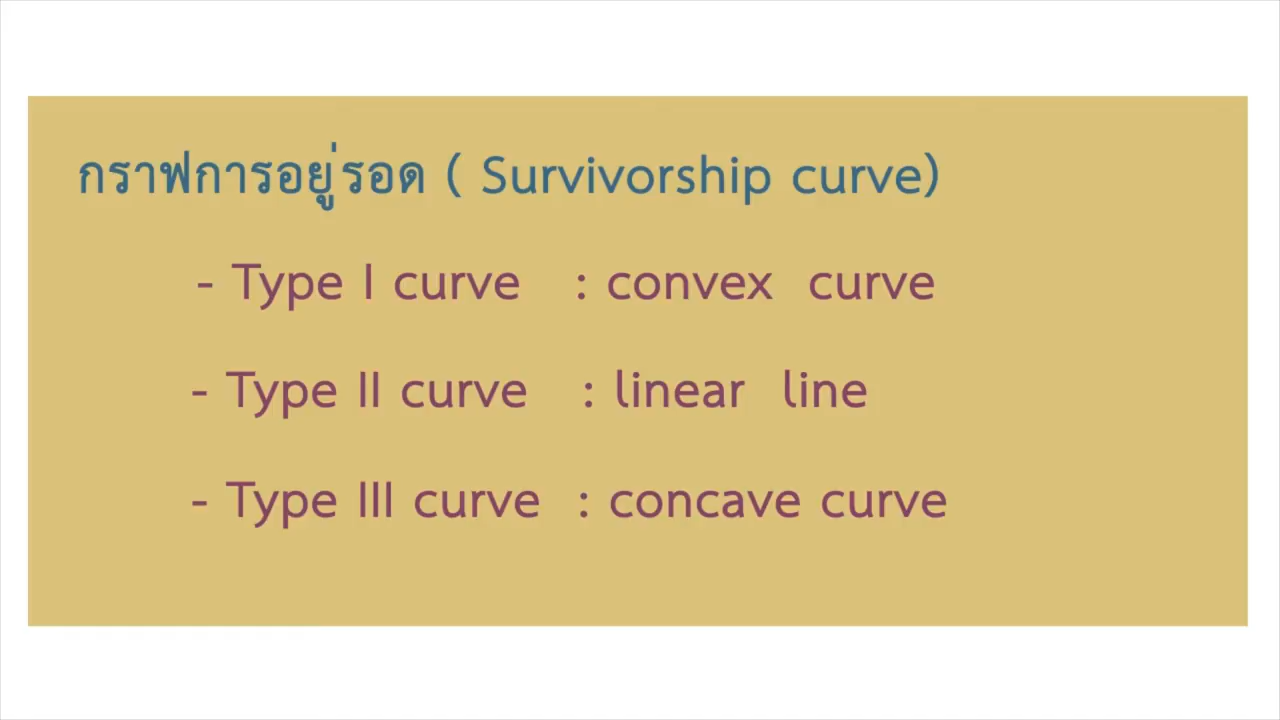 กราฟการอยู่รอด ( Survivorship curve)
- Type I curve : convex curve
- Type II curve : linear line
- Type III curve : concave curve